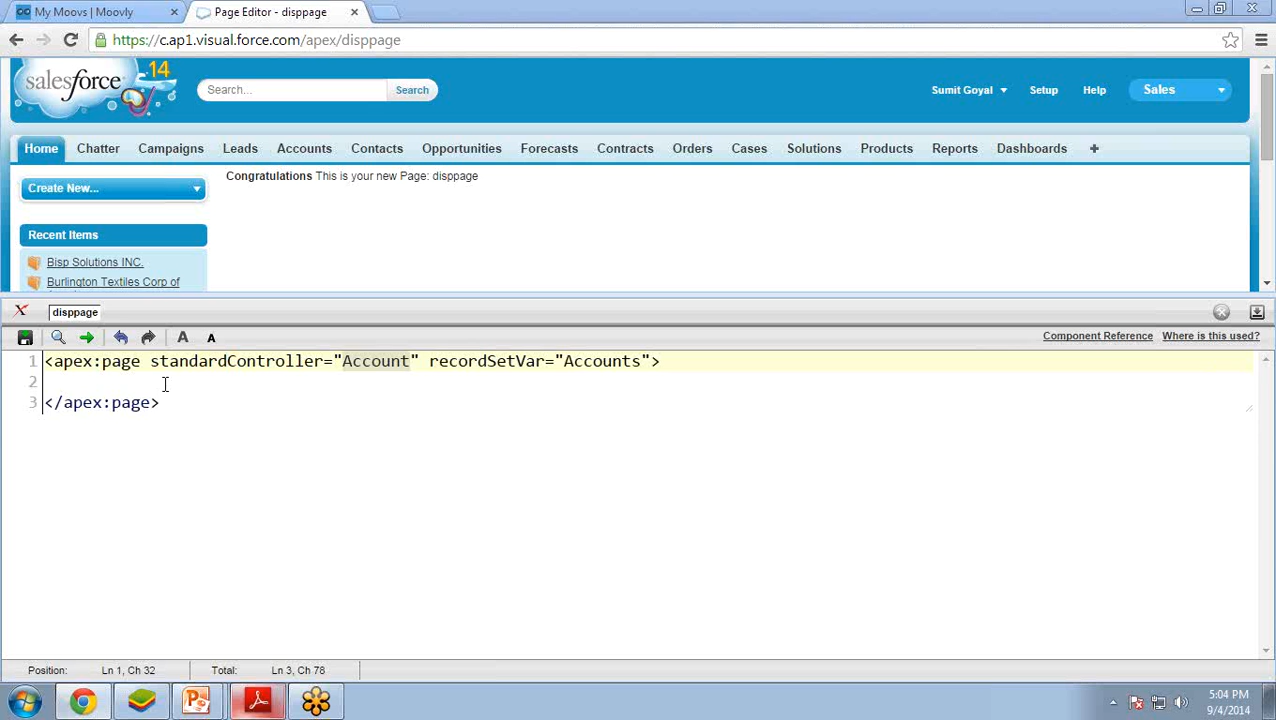 My Moovs | Moovly
Page Editor - disppage
https://c.ap1.visual.force.com/apex/disppage
salesforce 14
Search...
Search
Sumit Goyal
Setup
Help
Sales
Home Chatter Campaigns Leads Accounts Contacts Opportunities Forecasts Contracts Orders Cases Solutions Products Reports Dashboards +
Create New...
Congratulations This is your new Page: disppage
Recent Items
Bisp Solutions INC.
Burlington Textiles Corp of
disppage
A A
Component Reference Where is this used?
1 <apex:page standardController="Account" recordSetVar="Accounts">
2
3 </apex:page>
Position: Ln 1, Ch 32 Total: Ln 3, Ch 78
5:04 PM
9/4/2014